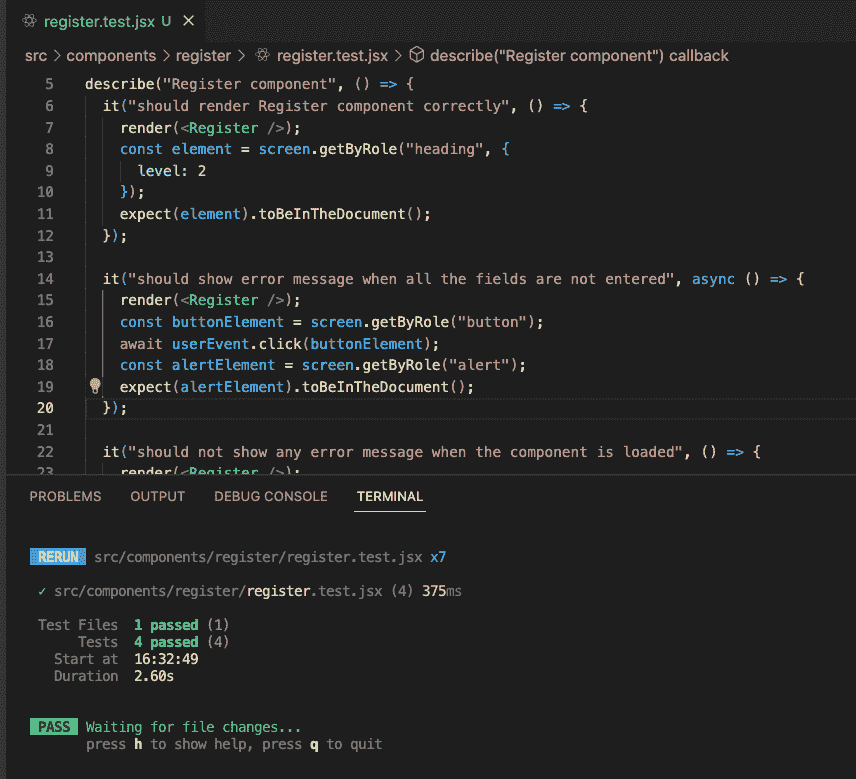 register.test.jsx U ×
src > components > register > register.test.jsx > describe("Register component") callback
5 describe("Register component", () => {
6 it("should render Register component correctly", () => {
7 render(<Register />);
8 const element = screen.getByRole("heading", {
9 level: 2
10 });
11 expect(element).toBeInTheDocument();
12 });
13
14 it("should show error message when all the fields are not entered", async () => {
15 render(<Register />);
16 const buttonElement = screen.getByRole("button");
17 await userEvent.click(buttonElement);
18 const alertElement = screen.getByRole("alert");
19 expect(alertElement).toBeInTheDocument();
20 });
21
22 it("should not show any error message when the component is loaded", () => {
23 render(<Register />);
PROBLEMS OUTPUT DEBUG CONSOLE TERMINAL
RERUN src/components/register/register.test.jsx x7
✓ src/components/register/register.test.jsx (4) 375ms
Test Files 1 passed (1)
Tests 4 passed (4)
Start at 16:32:49
Duration 2.60s
PASS Waiting for file changes...
press h to show help, press q to quit